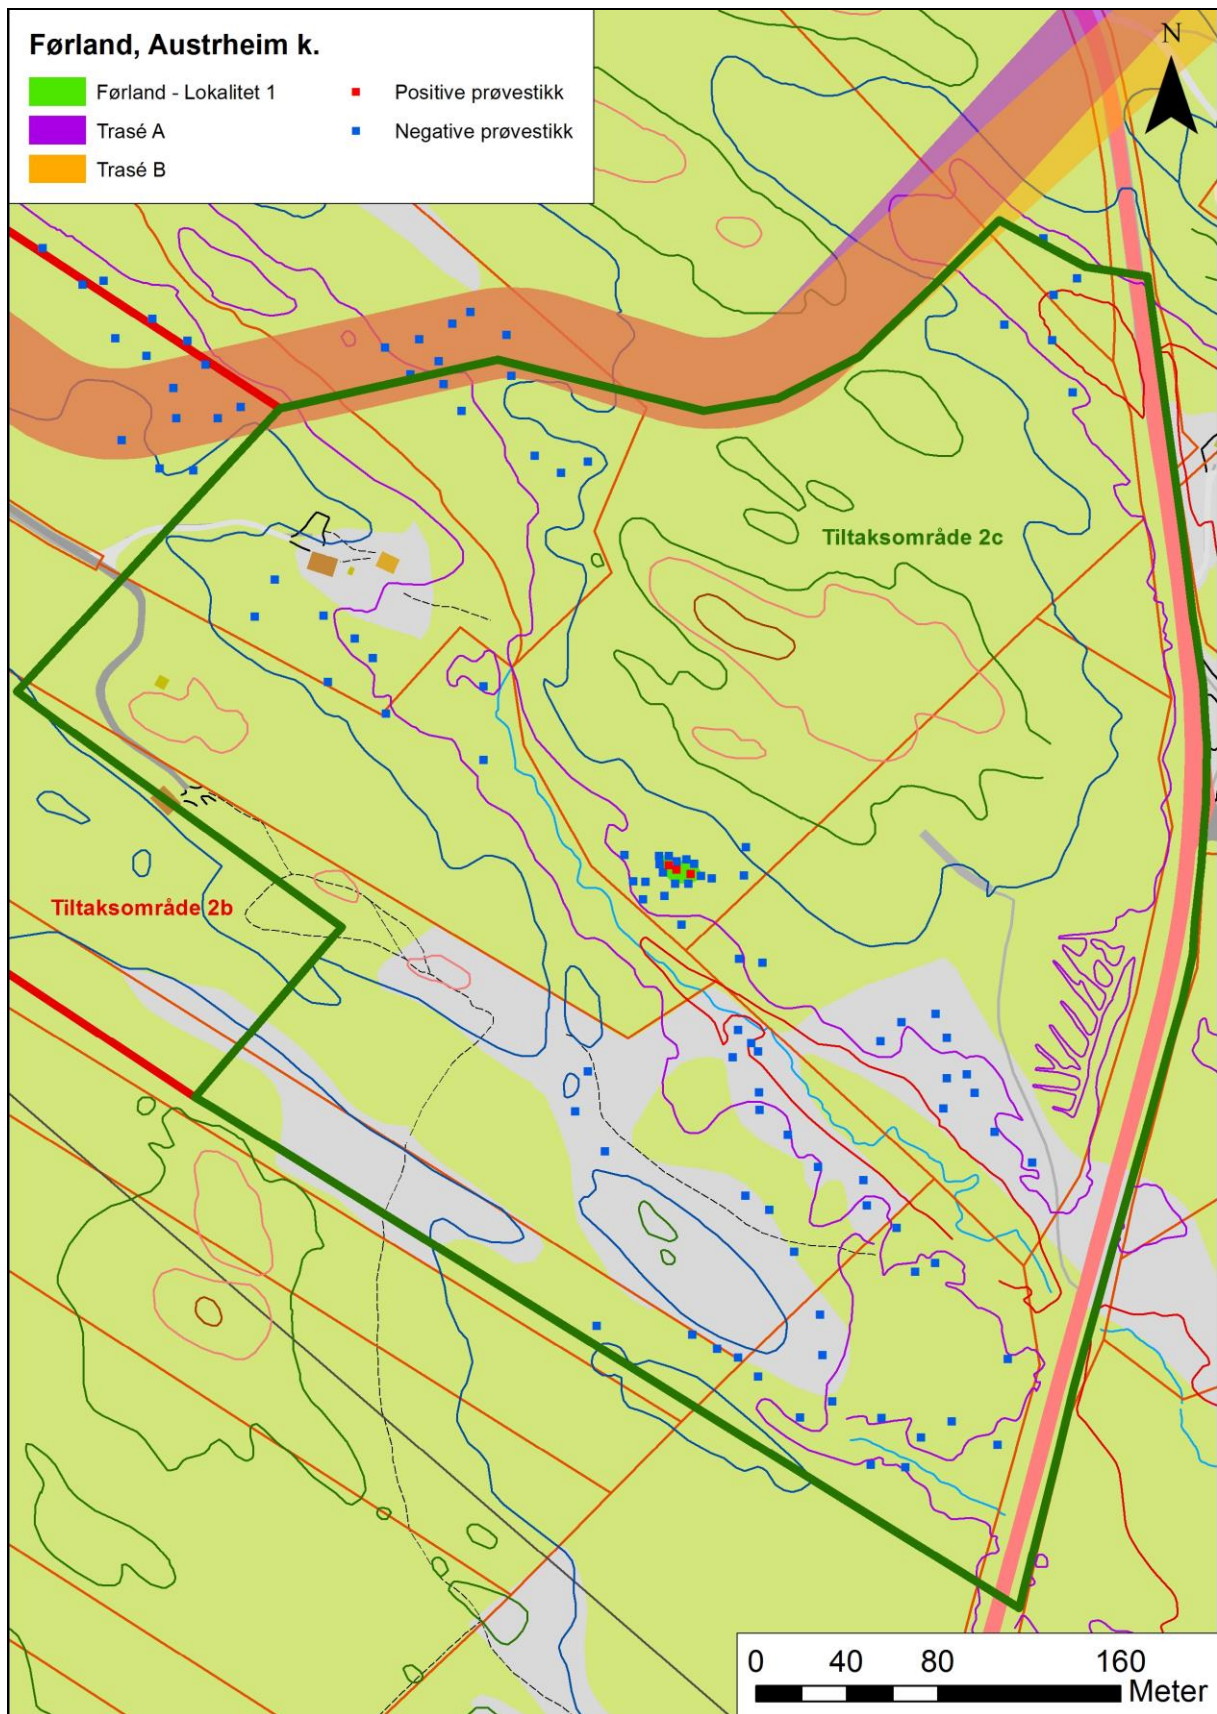 Førland, Austrheim k.
Førland - Lokalitet 1
Trasé A
Trasé B
Positive prøvestikk
Negative prøvestikk
N
Tiltaksområde 2c
Tiltaksområde 2b
0 40 80 160
Meter